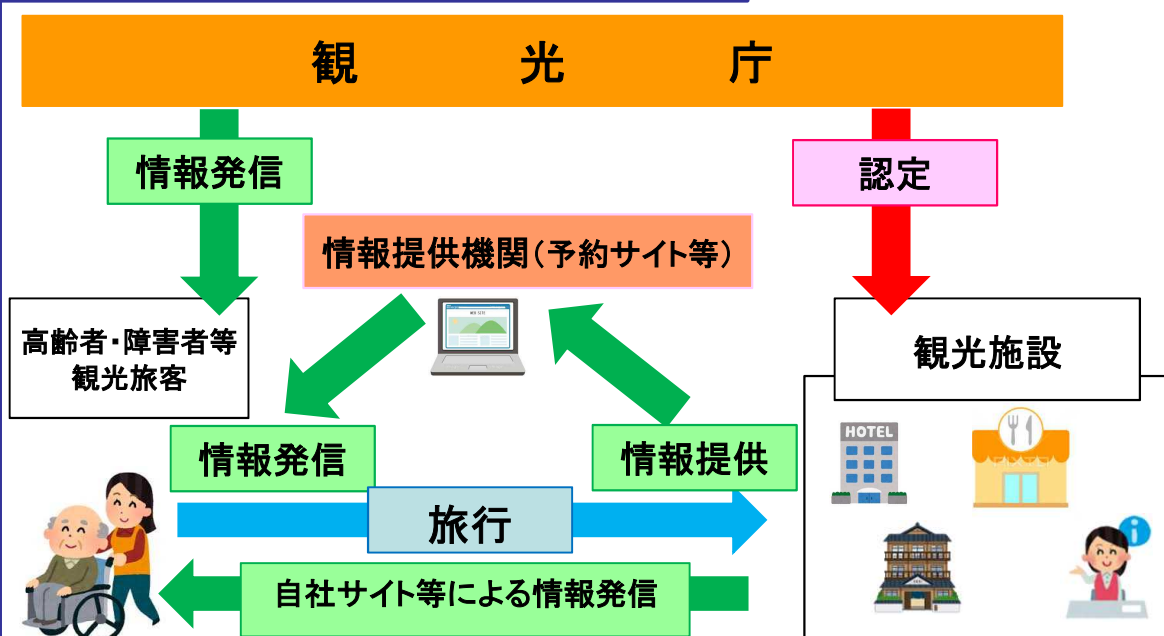 観光庁
情報発信
認定
情報提供機関(予約サイト等)
高齢者・障害者等
観光旅客
WEB SITE
観光施設
HOTEL
情報発信
情報提供
旅行
自社サイト等による情報発信
i